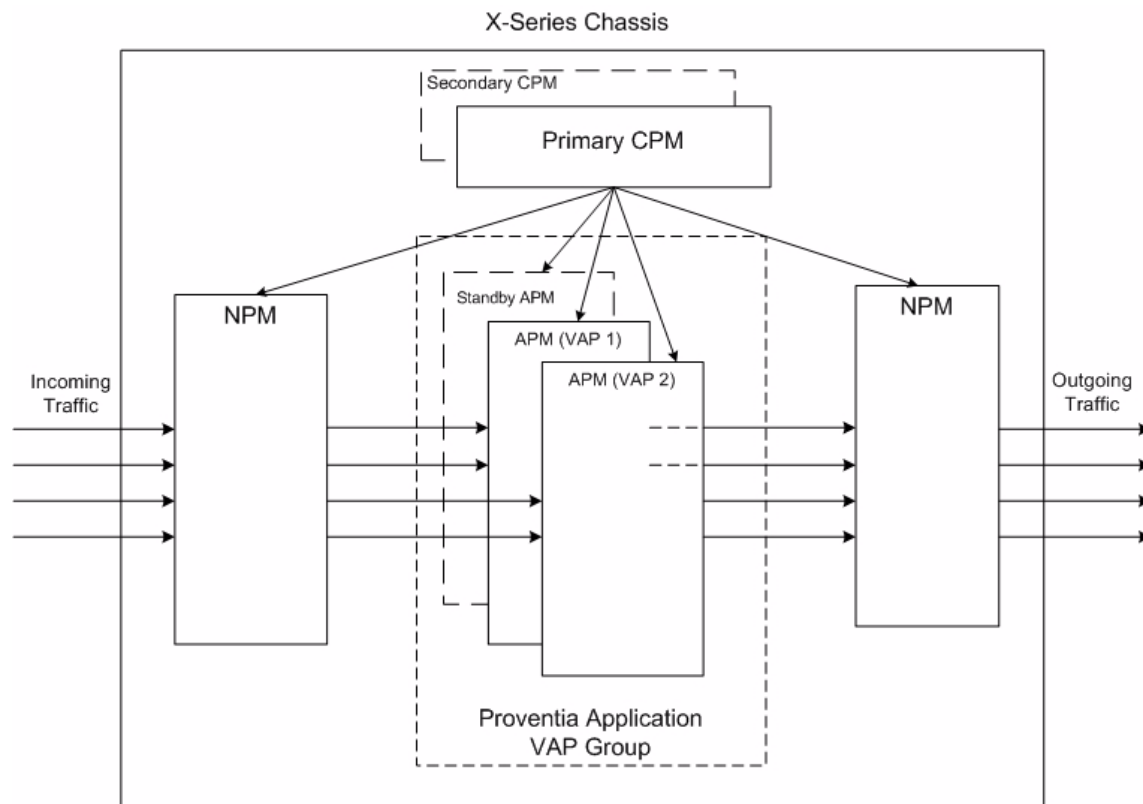 X-Series Chassis
Secondary CPM
Primary CPM
NPM
Standby APM
APM (VAP 1)
APM (VAP 2)
NPM
Incoming
Traffic
Outgoing
Traffic
Proventia Application
VAP Group